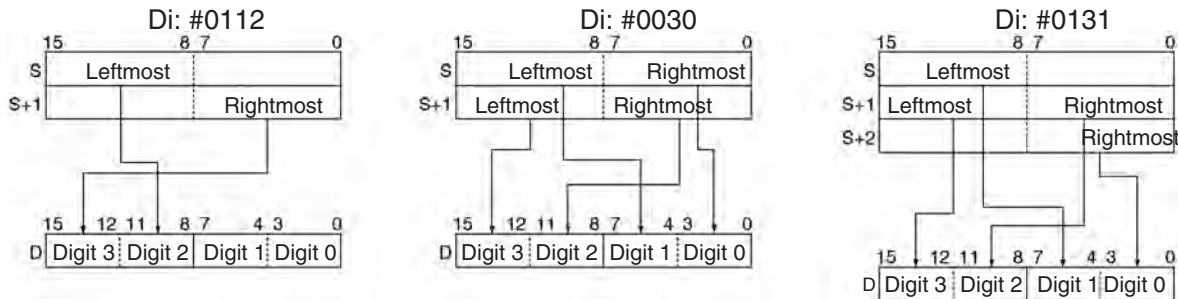 Di: #0112
15 8 7 0
S Leftmost
S+1 Rightmost
15 12 11 8 7 4 3 0
D Digit 3 Digit 2 Digit 1 Digit 0
Di: #0030
15 8 7 0
S Leftmost Rightmost
S+1 Leftmost Rightmost
15 12 11 8 7 4 3 0
D Digit 3 Digit 2 Digit 1 Digit 0
Di: #0131
15 8 7 0
S Leftmost
S+1 Leftmost Rightmost
S+2 Rightmost
15 12 11 8 7 4 3 0
D Digit 3 Digit 2 Digit 1 Digit 0